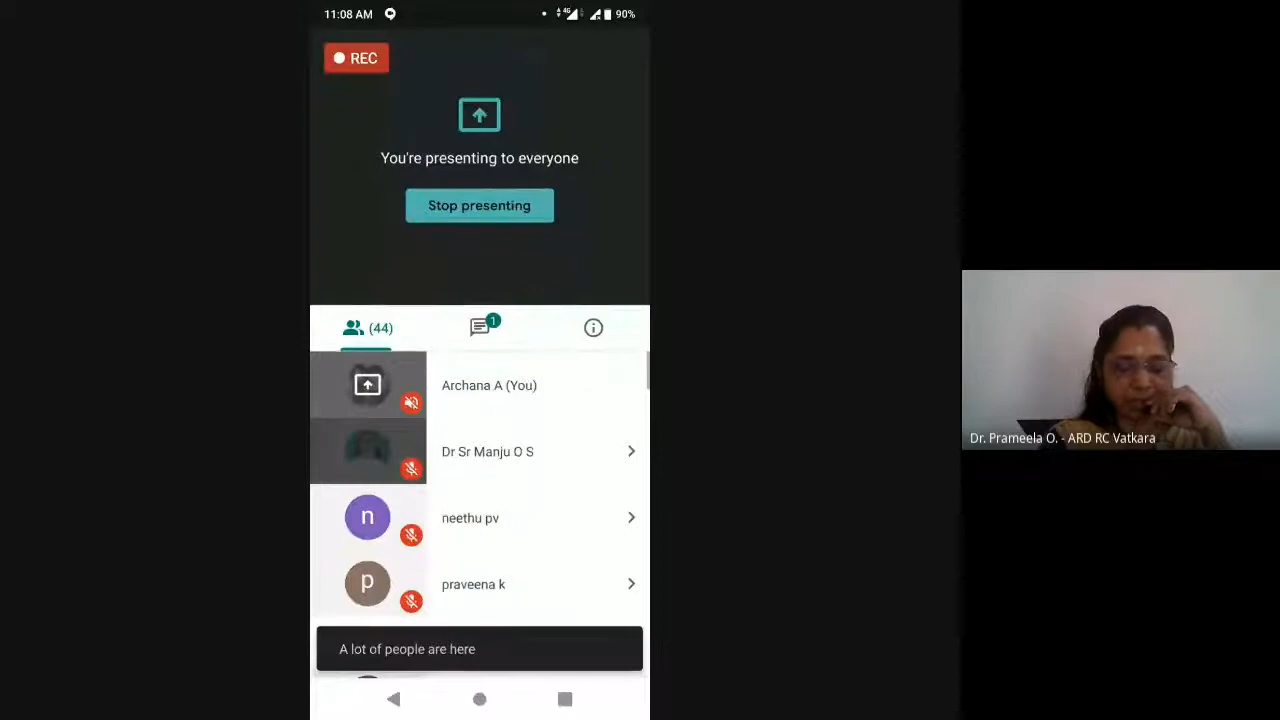 11:08 AM
4G
90%
REC
You're presenting to everyone
Stop presenting
(44)
1
Archana A (You)
Dr Sr Manju O S
n
neethu pv
p
praveena k
A lot of people are here
Dr. Prameela O. - ARD RC Vatkara